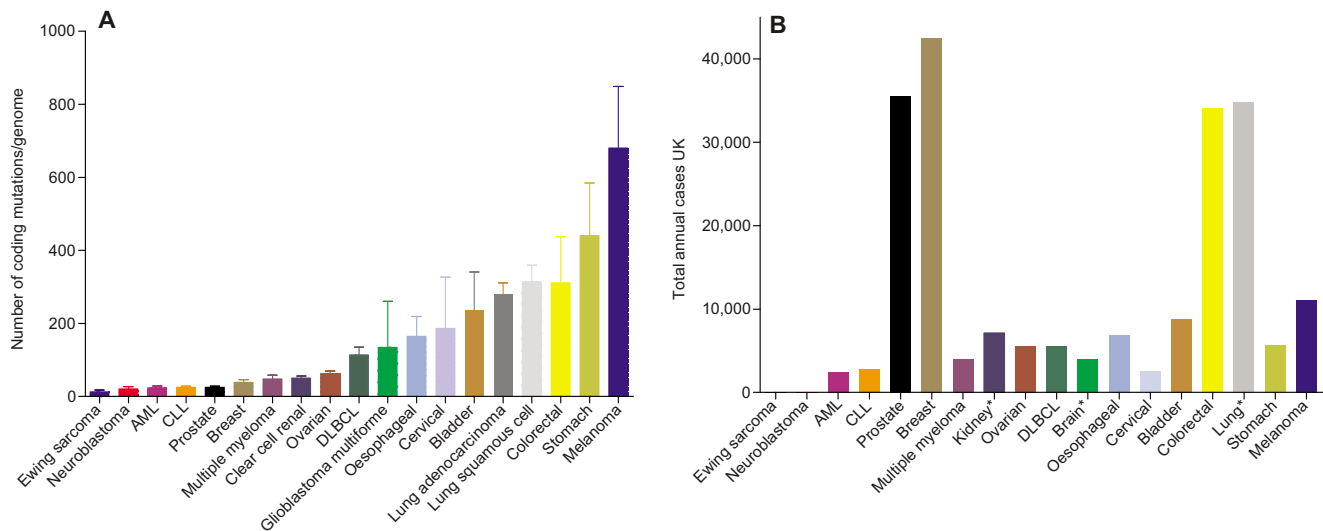 A
Number of coding mutations/genome
1000
800
600
400
200
0
Ewing sarcoma
Neuroblastoma
AML
CLL
Prostate
Breast
Multiple myeloma
Clear cell renal
Ovarian
DLBCL
Glioblastoma multiforme
Oesophageal
Cervical
Bladder
Lung adenocarcinoma
Lung squamous cell
Colorectal
Stomach
Melanoma
B
Total annual cases UK
40,000
30,000
20,000
10,000
0
Ewing sarcoma
Neuroblastoma
AML
CLL
Prostate
Breast
Multiple myeloma
Kidney*
Ovarian
DLBCL
Brain*
Oesophageal
Cervical
Bladder
Colorectal
Lung*
Stomach
Melanoma